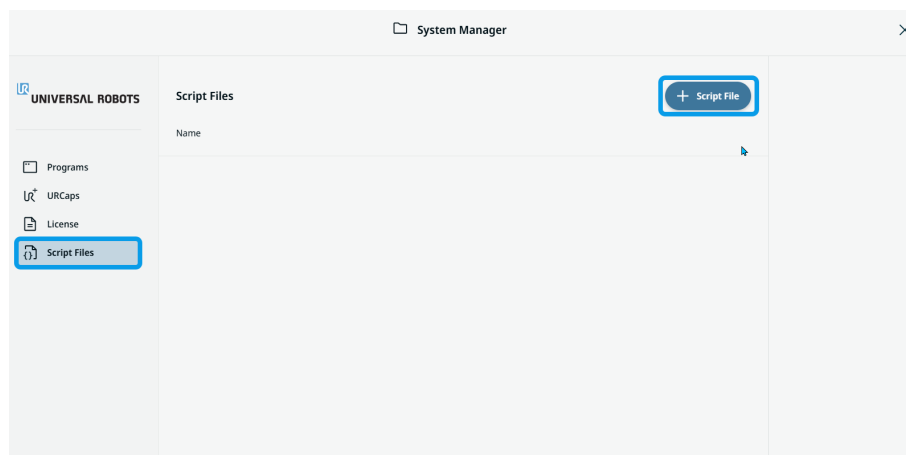 System Manager
UNIVERSAL ROBOTS
Programs
URCaps
License
Script Files
Script Files
+ Script File
Name